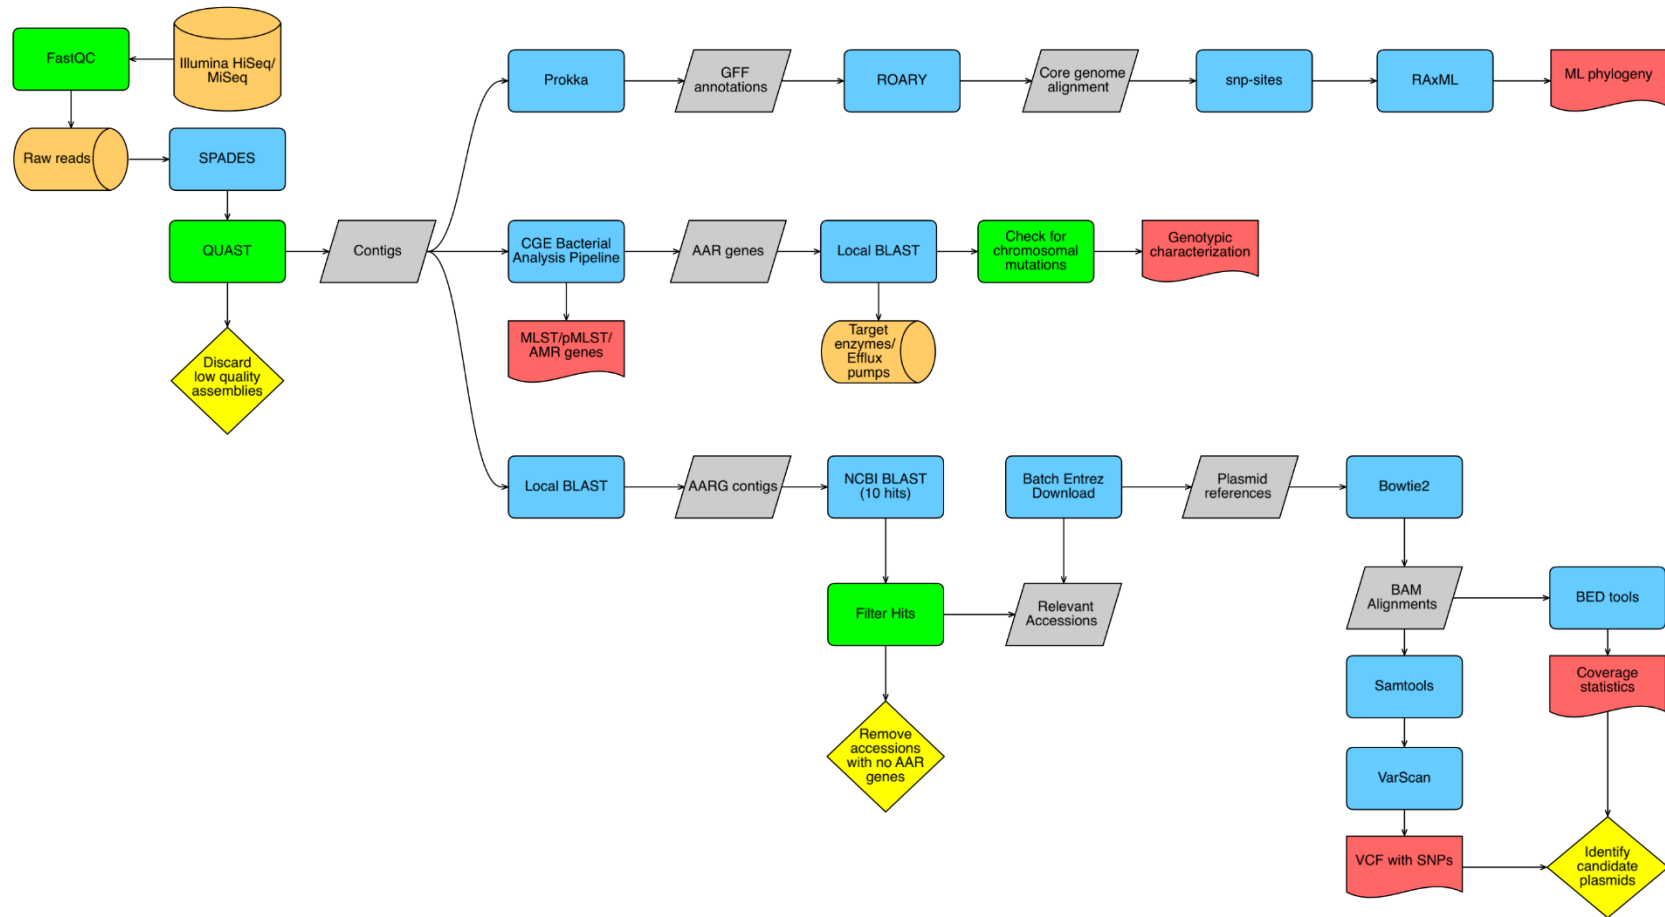 FastQC
Illumina HiSeq/
MiSeq
Raw reads
SPADES
QUAST
Discard
low quality
assemblies
Contigs
Prokka
GFF
annotations
ROARY
Core genome
alignment
snp-sites
RAxML
ML phylogeny
CGE Bacterial
Analysis Pipeline
MLST/pMLST/
AMR genes
AAR genes
Local BLAST
Target
enzymes/
Efflux
pumps
Check for
chromosomal
mutations
Genotypic
characterization
Local BLAST
AARG contigs
NCBI BLAST
(10 hits)
Filter Hits
Remove
accessions
with no AAR
genes
Relevant
Accessions
Batch Entrez
Download
Plasmid
references
Bowtie2
BAM
Alignments
BED tools
Samtools
Coverage
statistics
VarScan
VCF with SNPs
Identify
candidate
plasmids